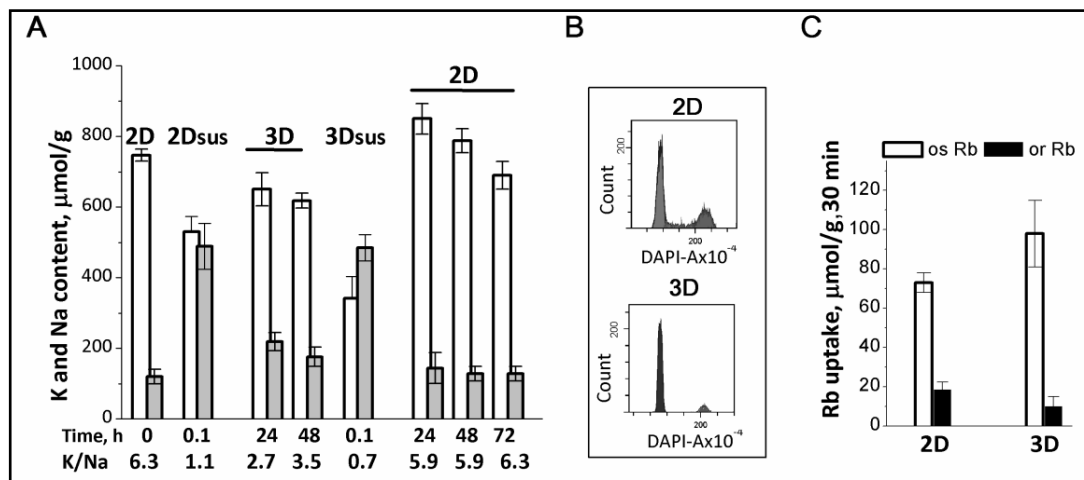 A
K and Na content, μmol/g
1000
800
600
400
200
0
2D 2Dsus 3D 3Dsus 2D
Time, h 0 0.1 24 48 0.1 24 48 72
K/Na 6.3 1.1 2.7 3.5 0.7 5.9 5.9 6.3
B
2D
Count
200
200
DAPI-Ax10⁻⁴
3D
Count
200
200
DAPI-Ax10⁻⁴
C
os Rb or Rb
Rb uptake, μmol/g,30 min
120
100
80
60
40
20
0
2D 3D